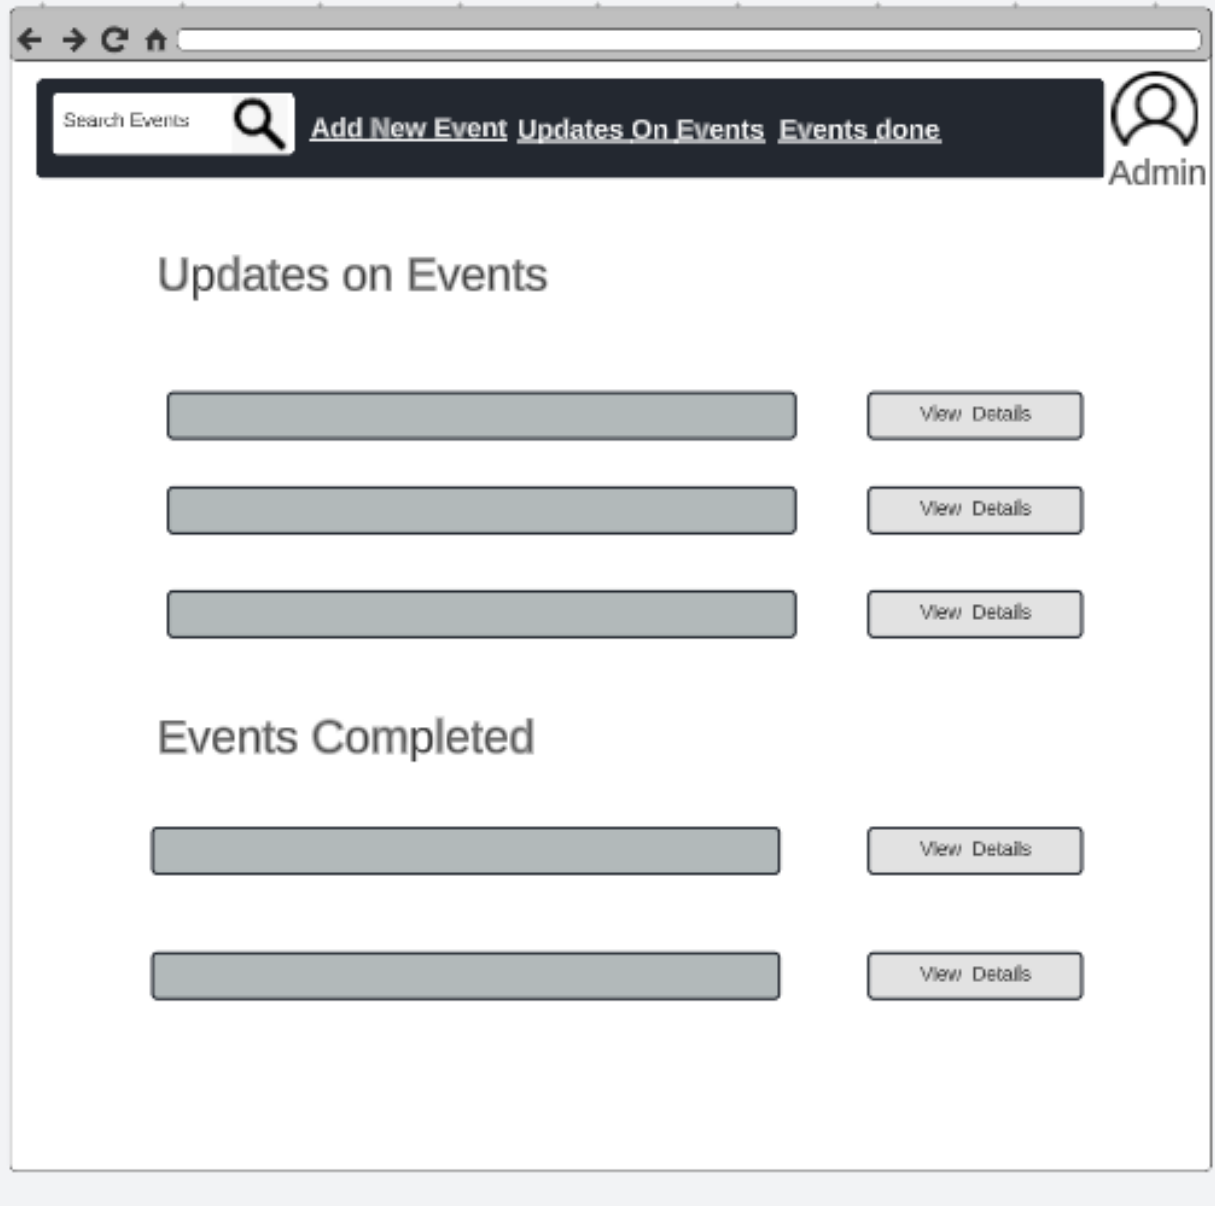 Search Events
Add New Event Updates On Events Events done
Admin
Updates on Events
View Details
View Details
View Details
Events Completed
View Details
View Details